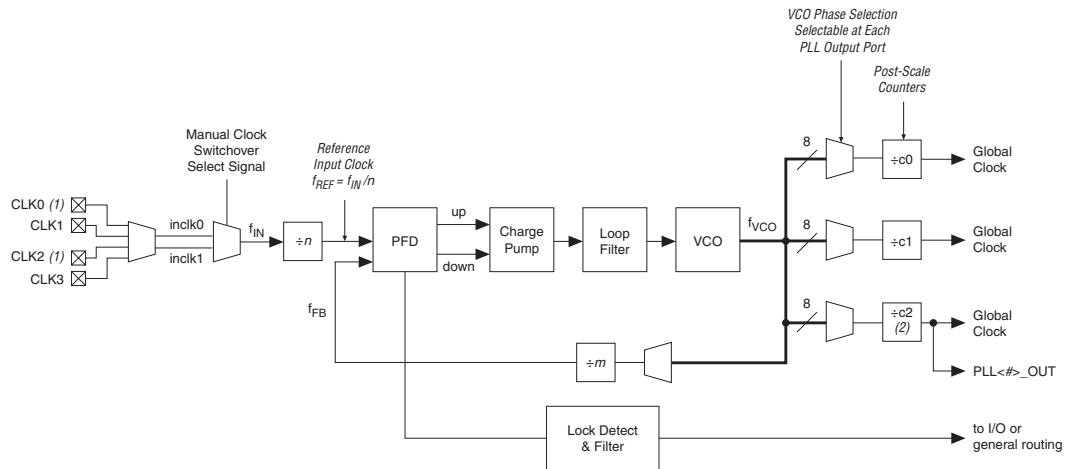 VCO Phase Selection
Selectable at Each
PLL Output Port
Post-Scale
Counters
Manual Clock
Switchover
Select Signal
Reference
Input Clock
fREF = fIN /n
8
÷c0
Global
Clock
CLK0 (1)
CLK1
CLK2 (1)
CLK3
inclk0
inclk1
fIN
÷n
PFD
up
down
Charge
Pump
Loop
Filter
VCO
fVCO
8
÷c1
Global
Clock
fFB
8
÷c2
(2)
Global
Clock
÷m
PLL<#>_OUT
Lock Detect
& Filter
to I/O or
general routing